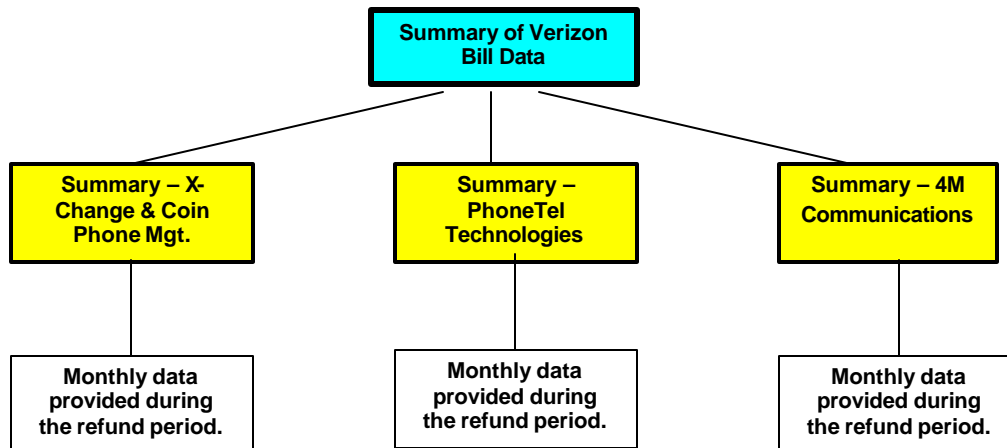 Summary of Verizon
Bill Data
Summary – X-
Change & Coin
Phone Mgt.
Summary –
PhoneTel
Technologies
Summary – 4M
Communications
Monthly data
provided during
the refund period.
Monthly data
provided during
the refund period.
Monthly data
provided during
the refund period.